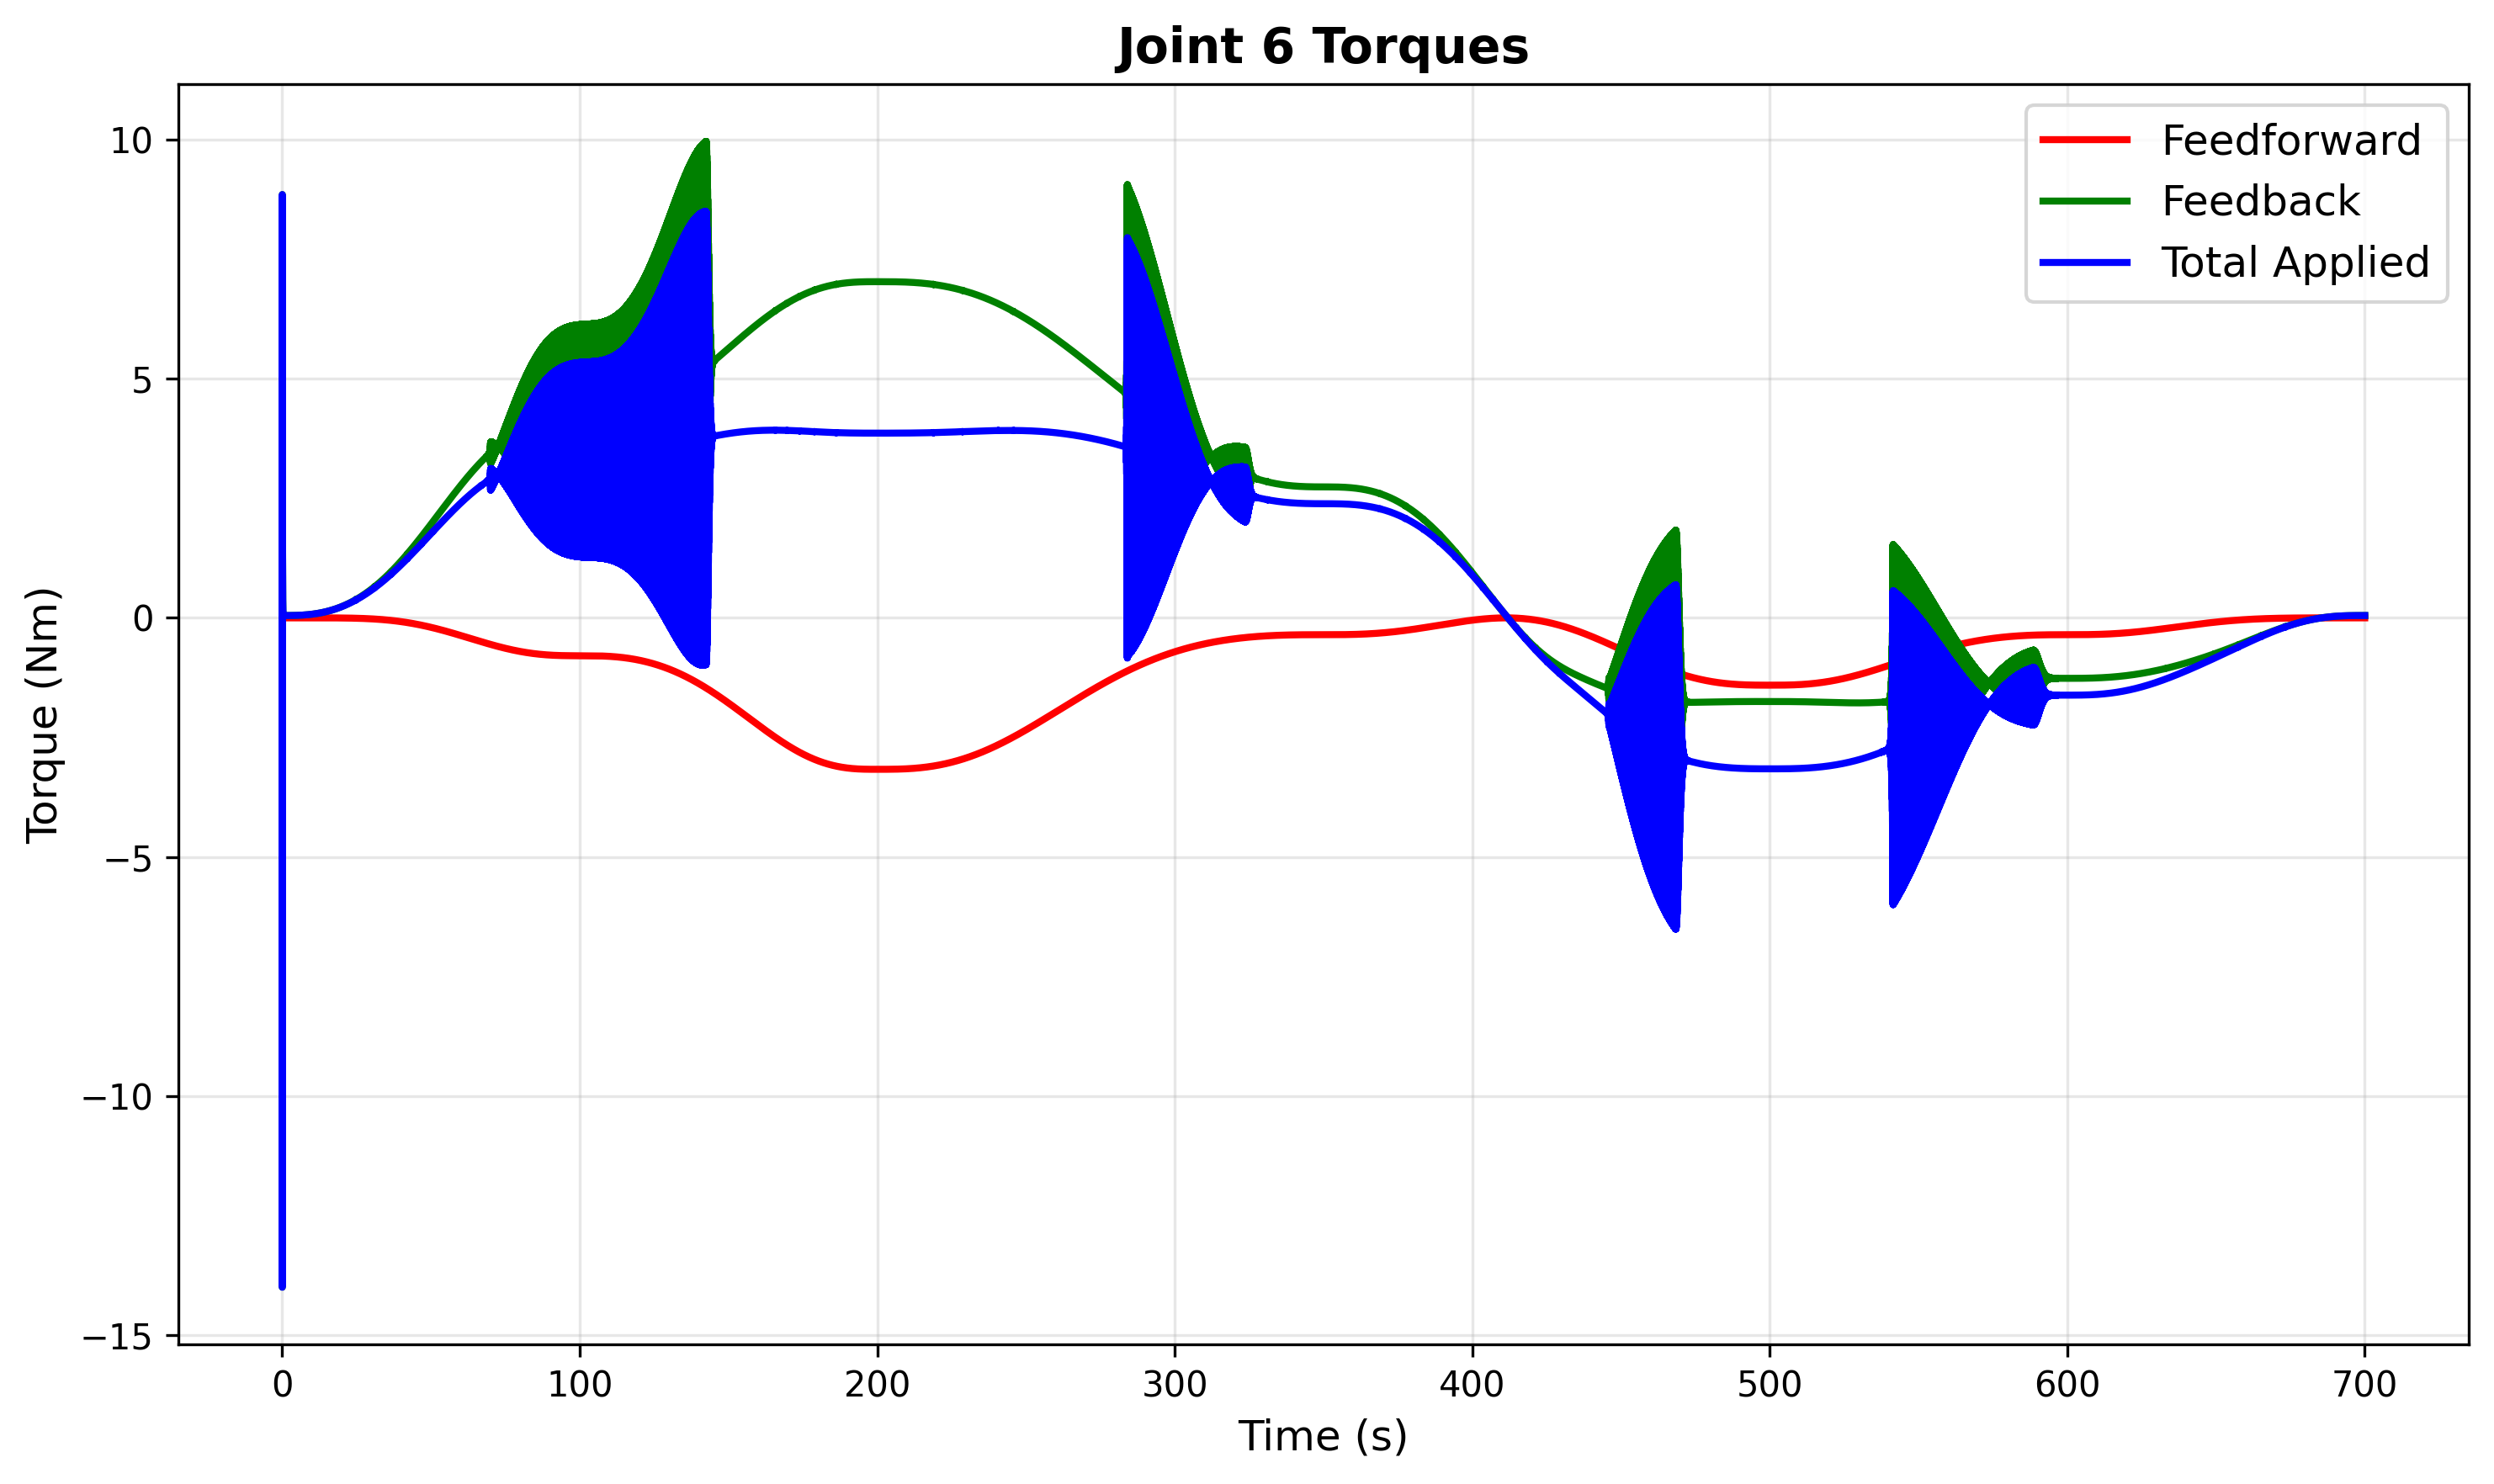 Joint 6 Torques
Feedforward
Feedback
Total Applied
Torque (Nm)
10
5
0
−5
−10
−15
0 100 200 300 400 500 600 700
Time (s)